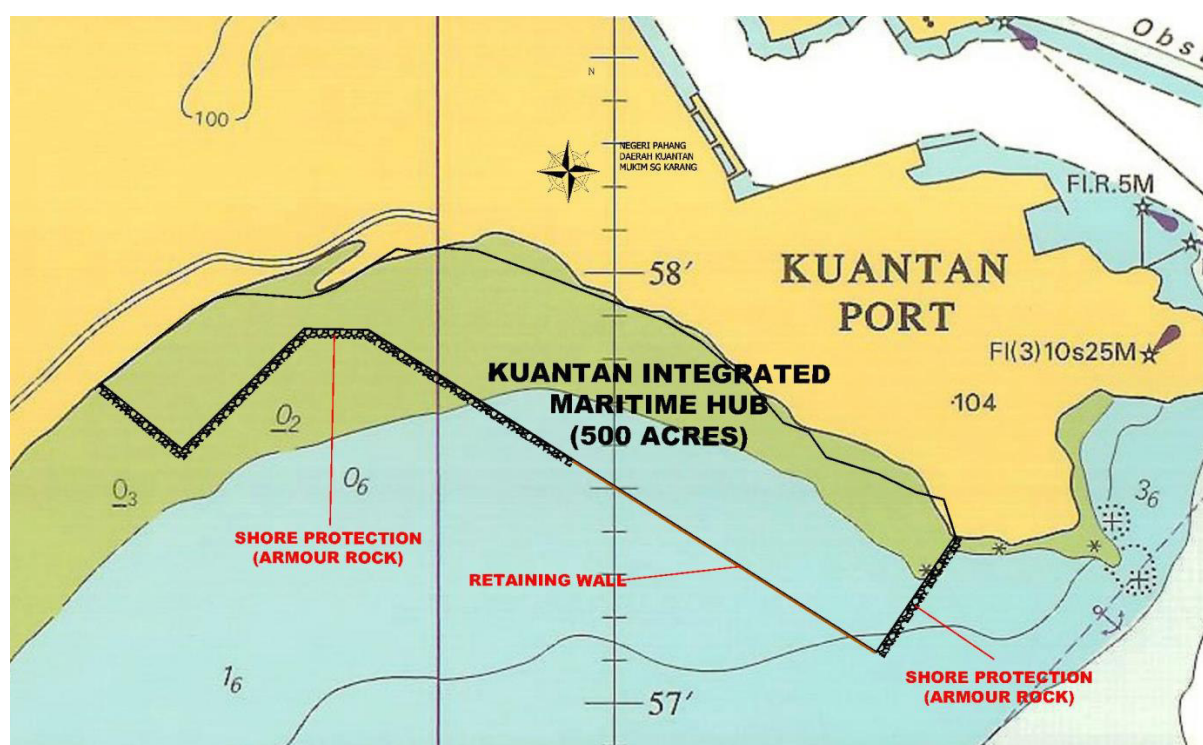 Obs
100
N
NEGERI PAHANG
DAERAH KUANTAN
MUKIM SG KARANG
Fl.R.5M
58′
KUANTAN
PORT
Fl(3)10s25M
KUANTAN INTEGRATED
MARITIME HUB
(500 ACRES)
104
0₂
0₃
0₆
3₆
SHORE PROTECTION
(ARMOUR ROCK)
RETAINING WALL
1₆
SHORE PROTECTION
(ARMOUR ROCK)
57′